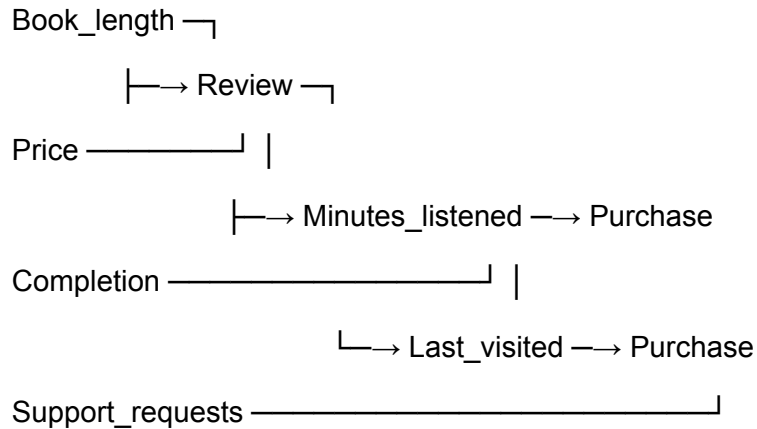 Book_length ─┐
├─→ Review ─┐
Price ────────┘ │
├─→ Minutes_listened ─→ Purchase
Completion ─────────────────┘ │
└─→ Last_visited ─→ Purchase
Support_requests ─────────────────────────┘